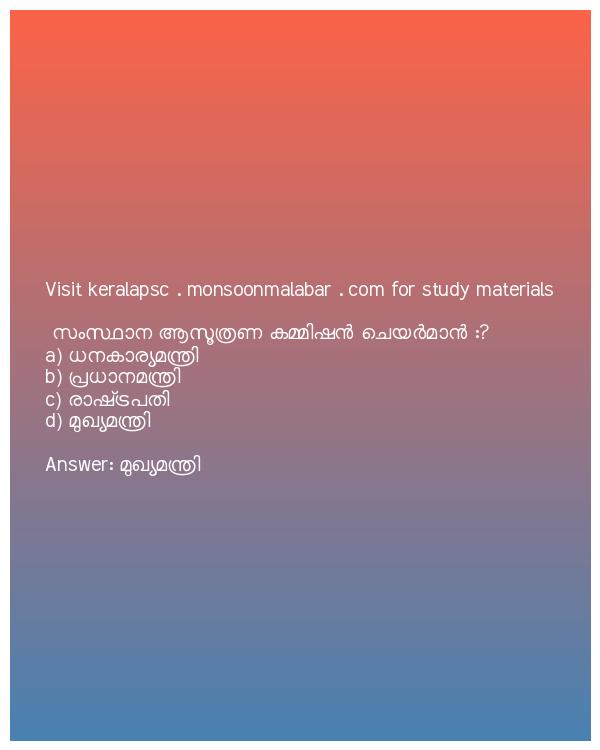 Visit keralapsc . monsoonmalabar . com for study materials
സംസ്ഥാന ആസൂത്രണ കമ്മിഷൻ ചെയർമാൻ :?
a) ധനകാര്യമന്ത്രി
b) പ്രധാനമന്ത്രി
c) രാഷ്ട്രപതി
d) മുഖ്യമന്ത്രി
Answer: മുഖ്യമന്ത്രി